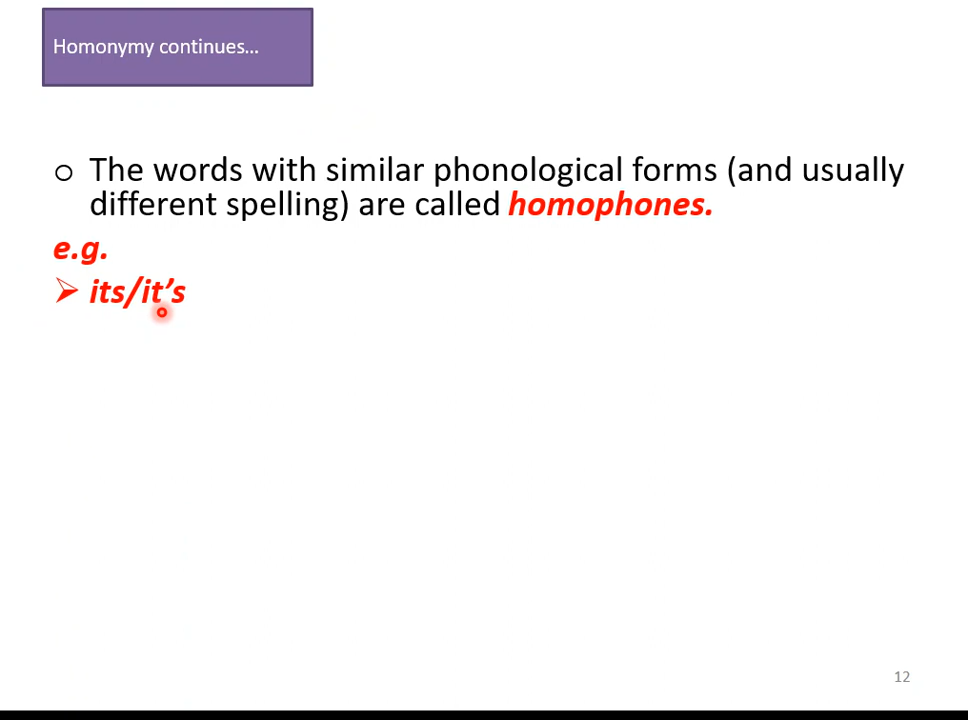 Homonymy continues…
o The words with similar phonological forms (and usually
different spelling) are called homophones.
e.g.
➢ its/it’s
12